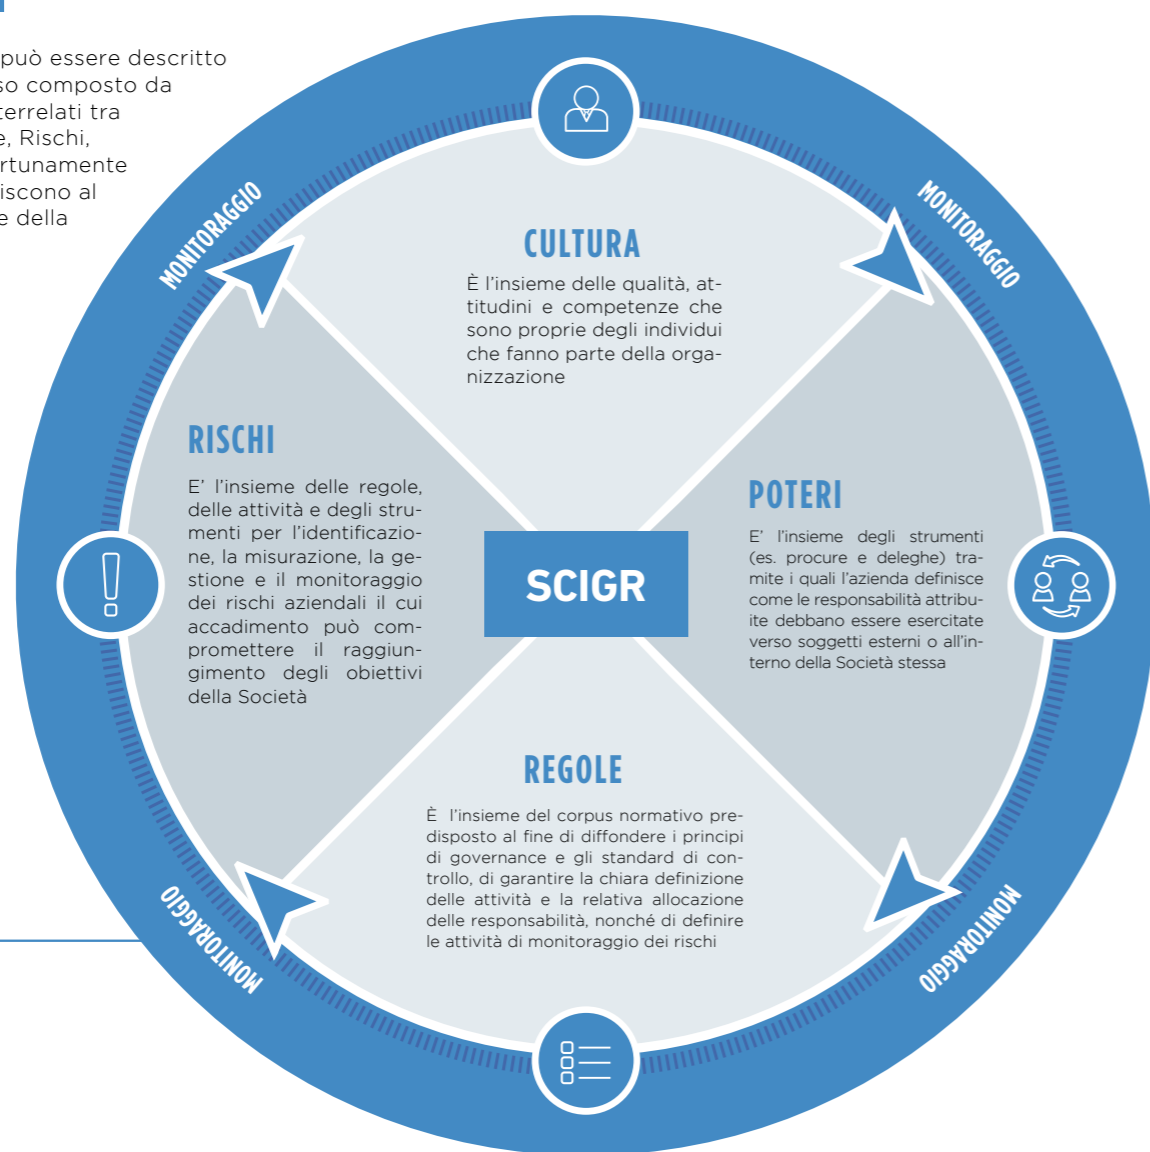 può essere descritto
so composto da
terrelati tra
e, Rischi,
rtunamente
iscono al
e della
MONITORAGGIO
MONITORAGGIO
CULTURA
È l'insieme delle qualità, at-
titudini e competenze che
sono proprie degli individui
che fanno parte della orga-
nizzazione
RISCHI
E' l'insieme delle regole,
delle attività e degli stru-
menti per l'identificazio-
ne, la misurazione, la ge-
stione e il monitoraggio
dei rischi aziendali il cui
accadimento può com-
promettere il raggiun-
gimento degli obiettivi
della Società
POTERI
E' l'insieme degli strumenti
(es. procure e deleghe) tra-
mite i quali l'azienda definisce
come le responsabilità attribu-
ite debbano essere esercitate
verso soggetti esterni o all'in-
terno della Società stessa
SCIGR
REGOLE
È l'insieme del corpus normativo pre-
disposto al fine di diffondere i principi
di governance e gli standard di con-
trollo, di garantire la chiara definizione
delle attività e la relativa allocazione
delle responsabilità, nonché di definire
le attività di monitoraggio dei rischi
MONITORAGGIO
MONITORAGGIO